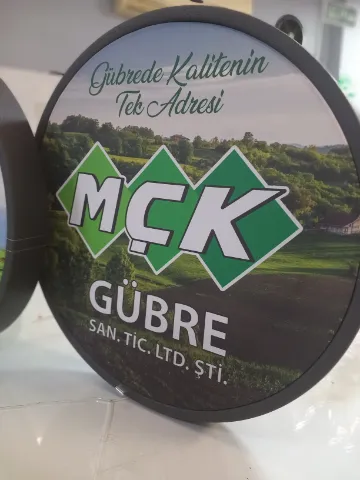 Gübrede Kalitenin
Tek Adresi
MÇK
GÜBRE
SAN. TİC. LTD. ŞTİ.